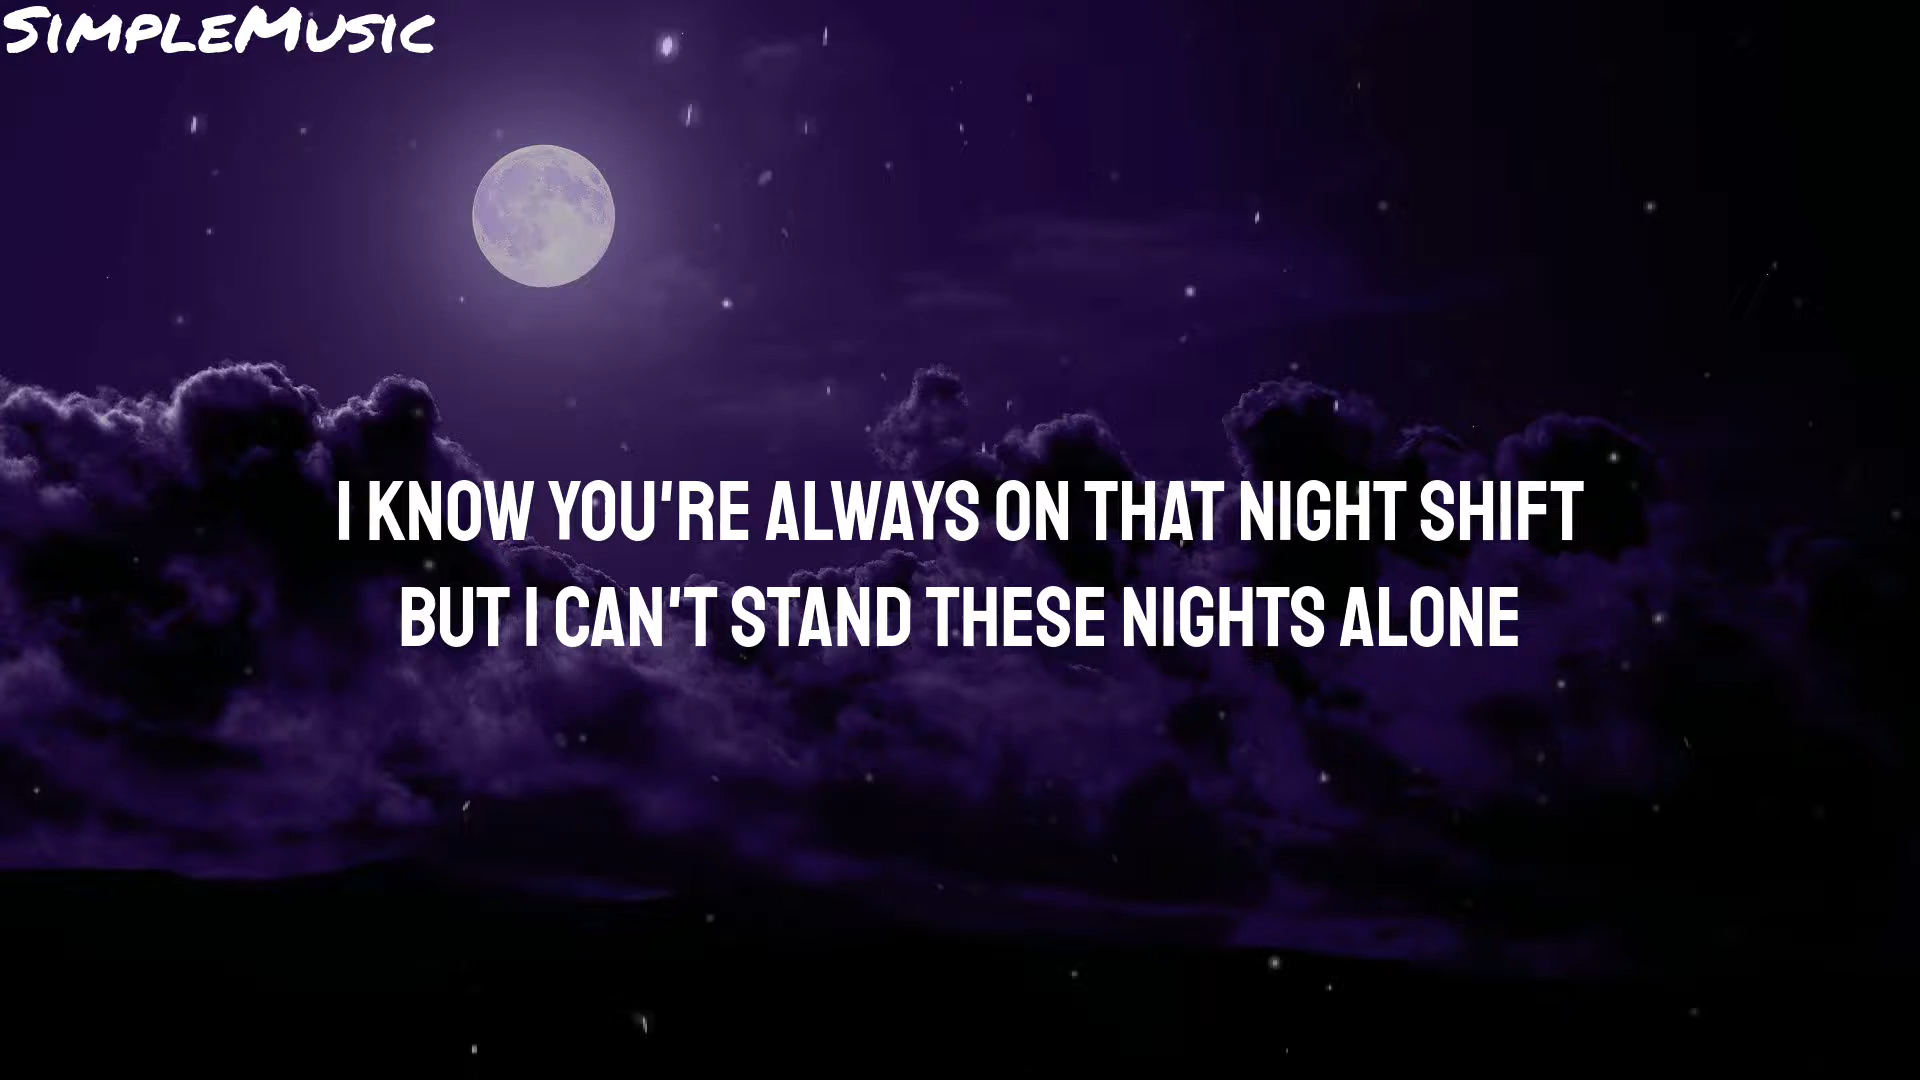 SIMPLEMUSIC
I KNOW YOU'RE ALWAYS ON THAT NIGHT SHIFT
BUT I CAN'T STAND THESE NIGHTS ALONE